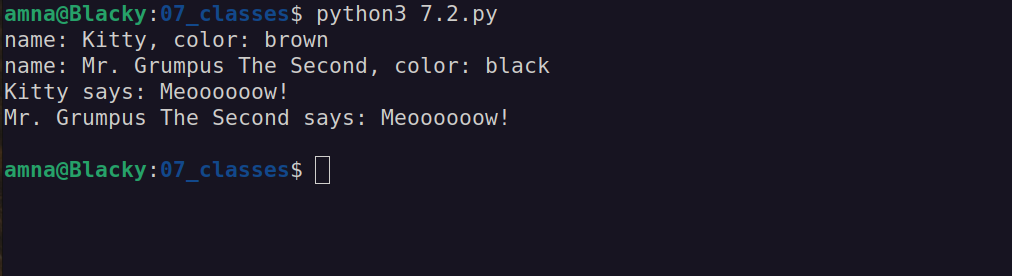 amna@Blacky:07_classes$ python3 7.2.py
name: Kitty, color: brown
name: Mr. Grumpus The Second, color: black
Kitty says: Meoooooow!
Mr. Grumpus The Second says: Meoooooow!
amna@Blacky:07_classes$